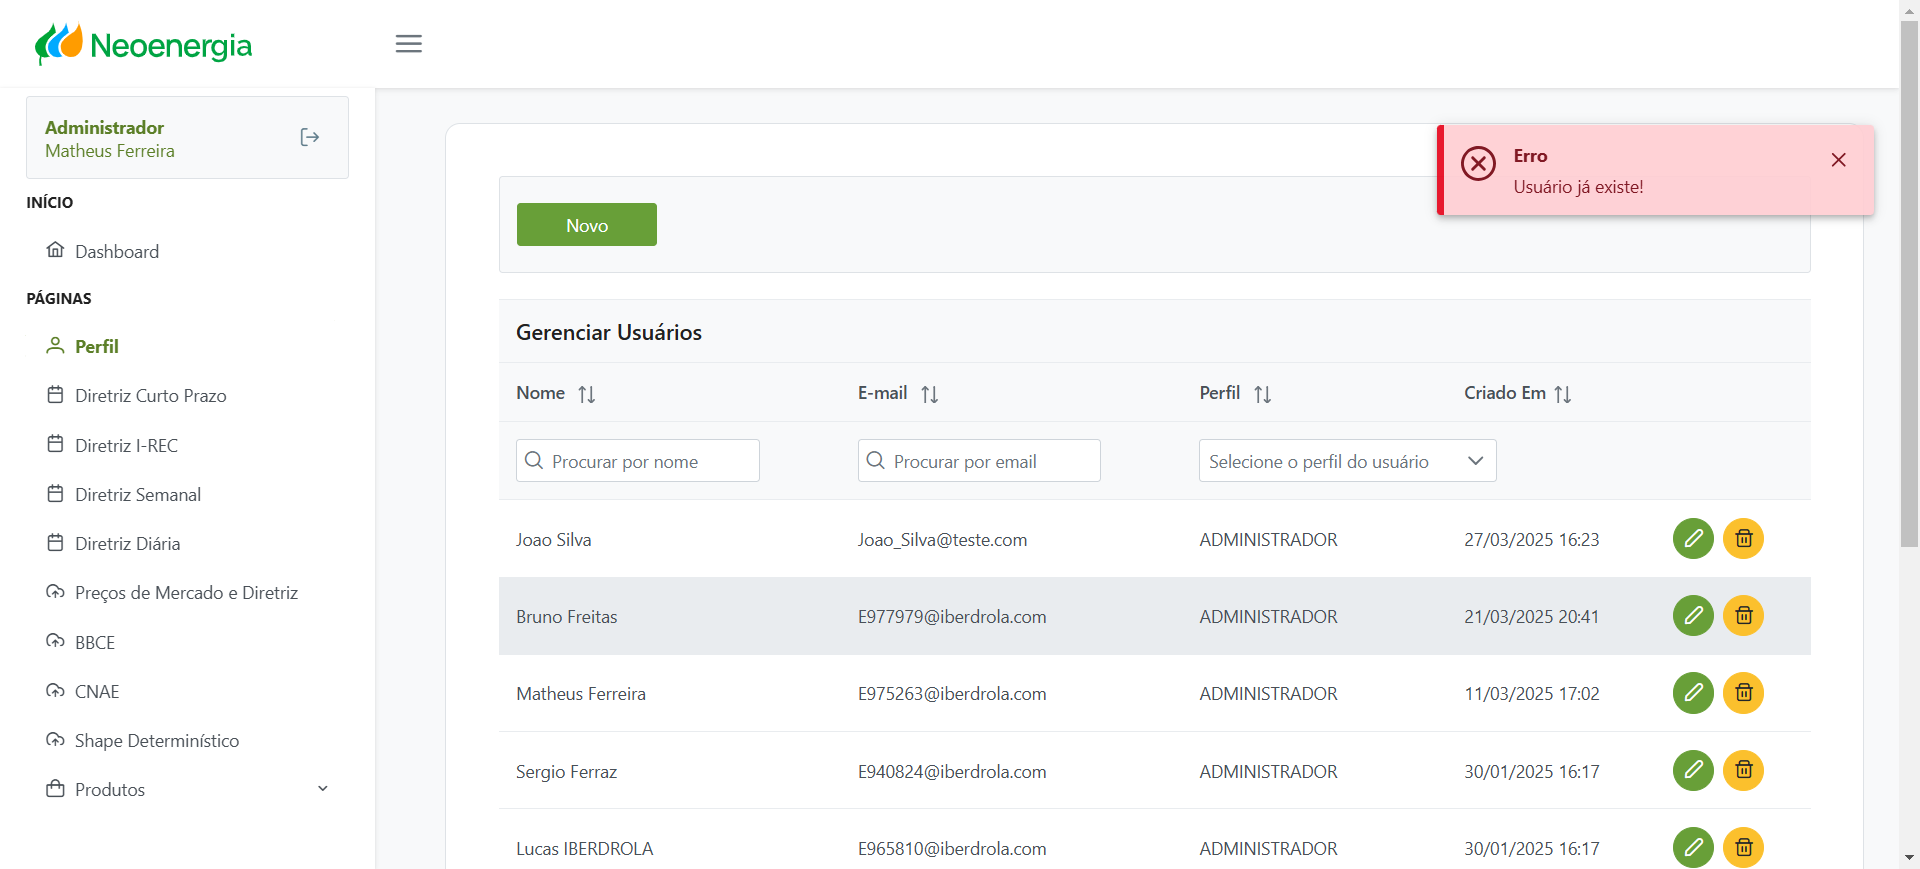 Neoenergia
Administrador
Matheus Ferreira
INÍCIO
Dashboard
PÁGINAS
Perfil
Diretriz Curto Prazo
Diretriz I-REC
Diretriz Semanal
Diretriz Diária
Preços de Mercado e Diretriz
BBCE
CNAE
Shape Determinístico
Produtos
Erro
Usuário já existe!
Novo
Gerenciar Usuários
Nome E-mail Perfil Criado Em
Procurar por nome Procurar por email Selecione o perfil do usuário
Joao Silva Joao_Silva@teste.com ADMINISTRADOR 27/03/2025 16:23
Bruno Freitas E977979@iberdrola.com ADMINISTRADOR 21/03/2025 20:41
Matheus Ferreira E975263@iberdrola.com ADMINISTRADOR 11/03/2025 17:02
Sergio Ferraz E940824@iberdrola.com ADMINISTRADOR 30/01/2025 16:17
Lucas IBERDROLA E965810@iberdrola.com ADMINISTRADOR 30/01/2025 16:17